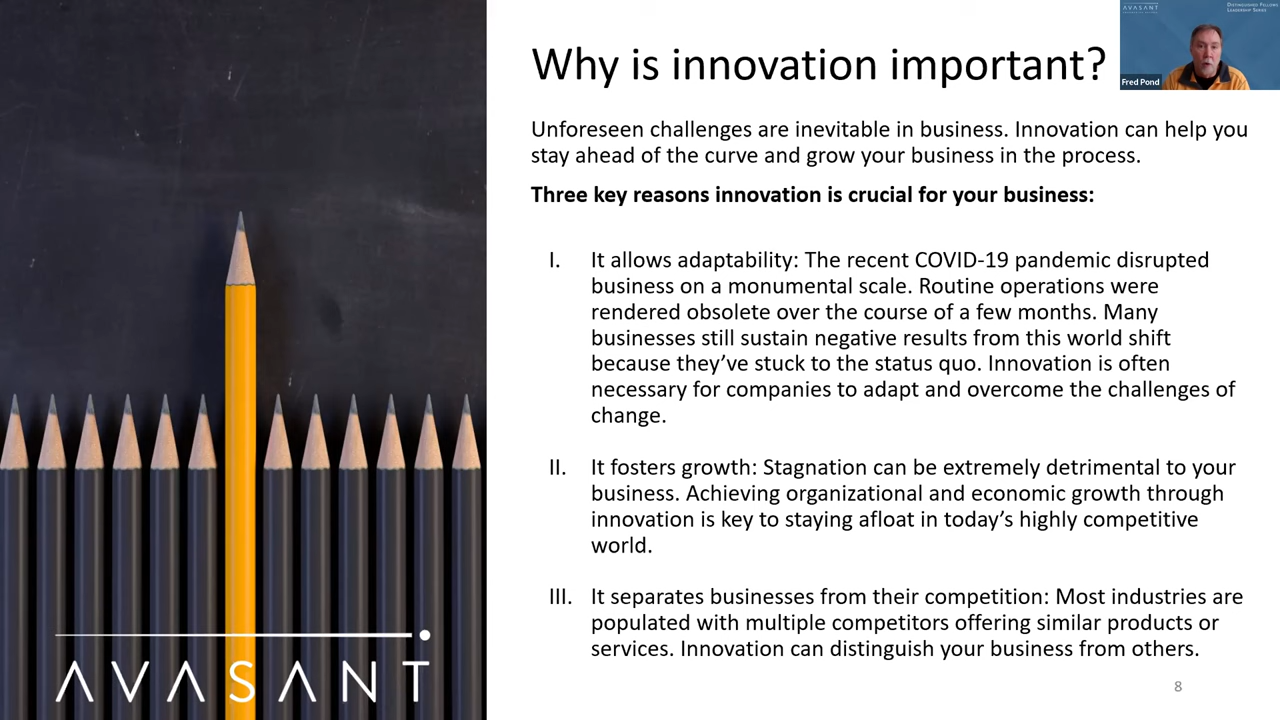 Why is innovation important?
AVASANT
DISTINGUISHED FELLOWS
LEADERSHIP SERIES
Fred Pond
Unforeseen challenges are inevitable in business. Innovation can help you
stay ahead of the curve and grow your business in the process.
Three key reasons innovation is crucial for your business:
I. It allows adaptability: The recent COVID-19 pandemic disrupted
business on a monumental scale. Routine operations were
rendered obsolete over the course of a few months. Many
businesses still sustain negative results from this world shift
because they’ve stuck to the status quo. Innovation is often
necessary for companies to adapt and overcome the challenges of
change.
II. It fosters growth: Stagnation can be extremely detrimental to your
business. Achieving organizational and economic growth through
innovation is key to staying afloat in today’s highly competitive
world.
III. It separates businesses from their competition: Most industries are
populated with multiple competitors offering similar products or
services. Innovation can distinguish your business from others.
AVASANT
8